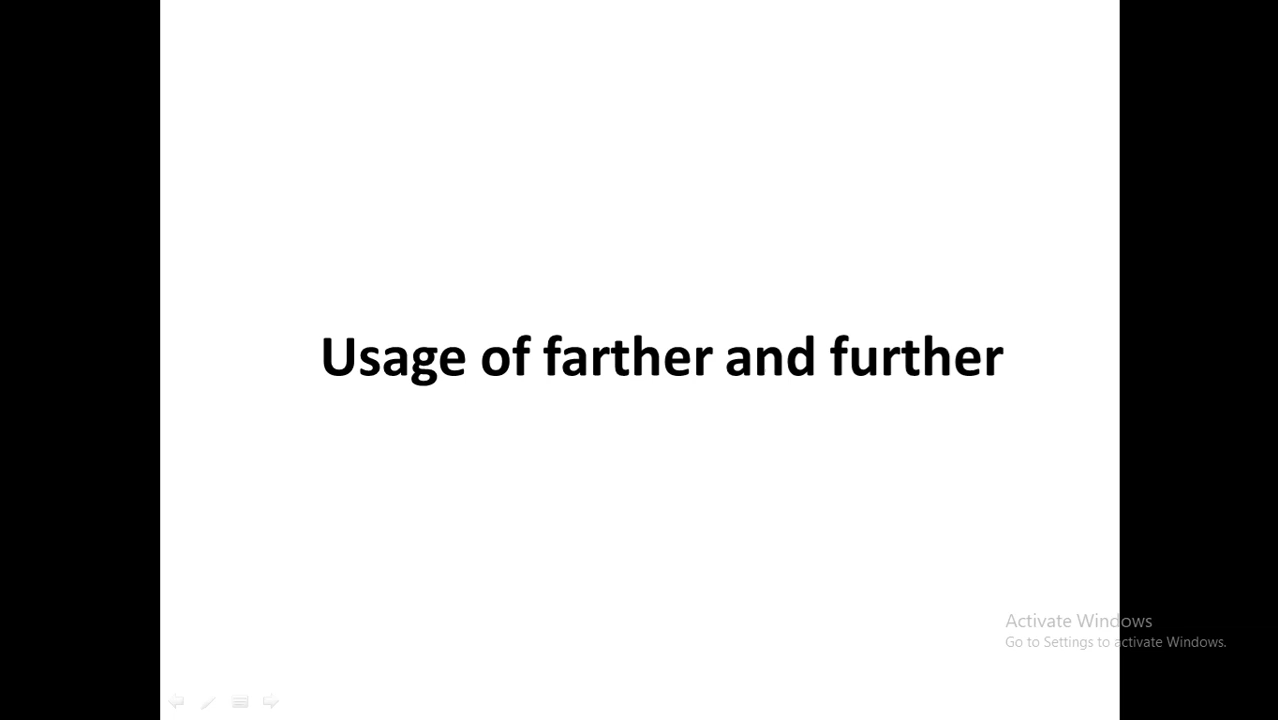 Usage of farther and further
Activate Windows
Go to Settings to activate Windows.